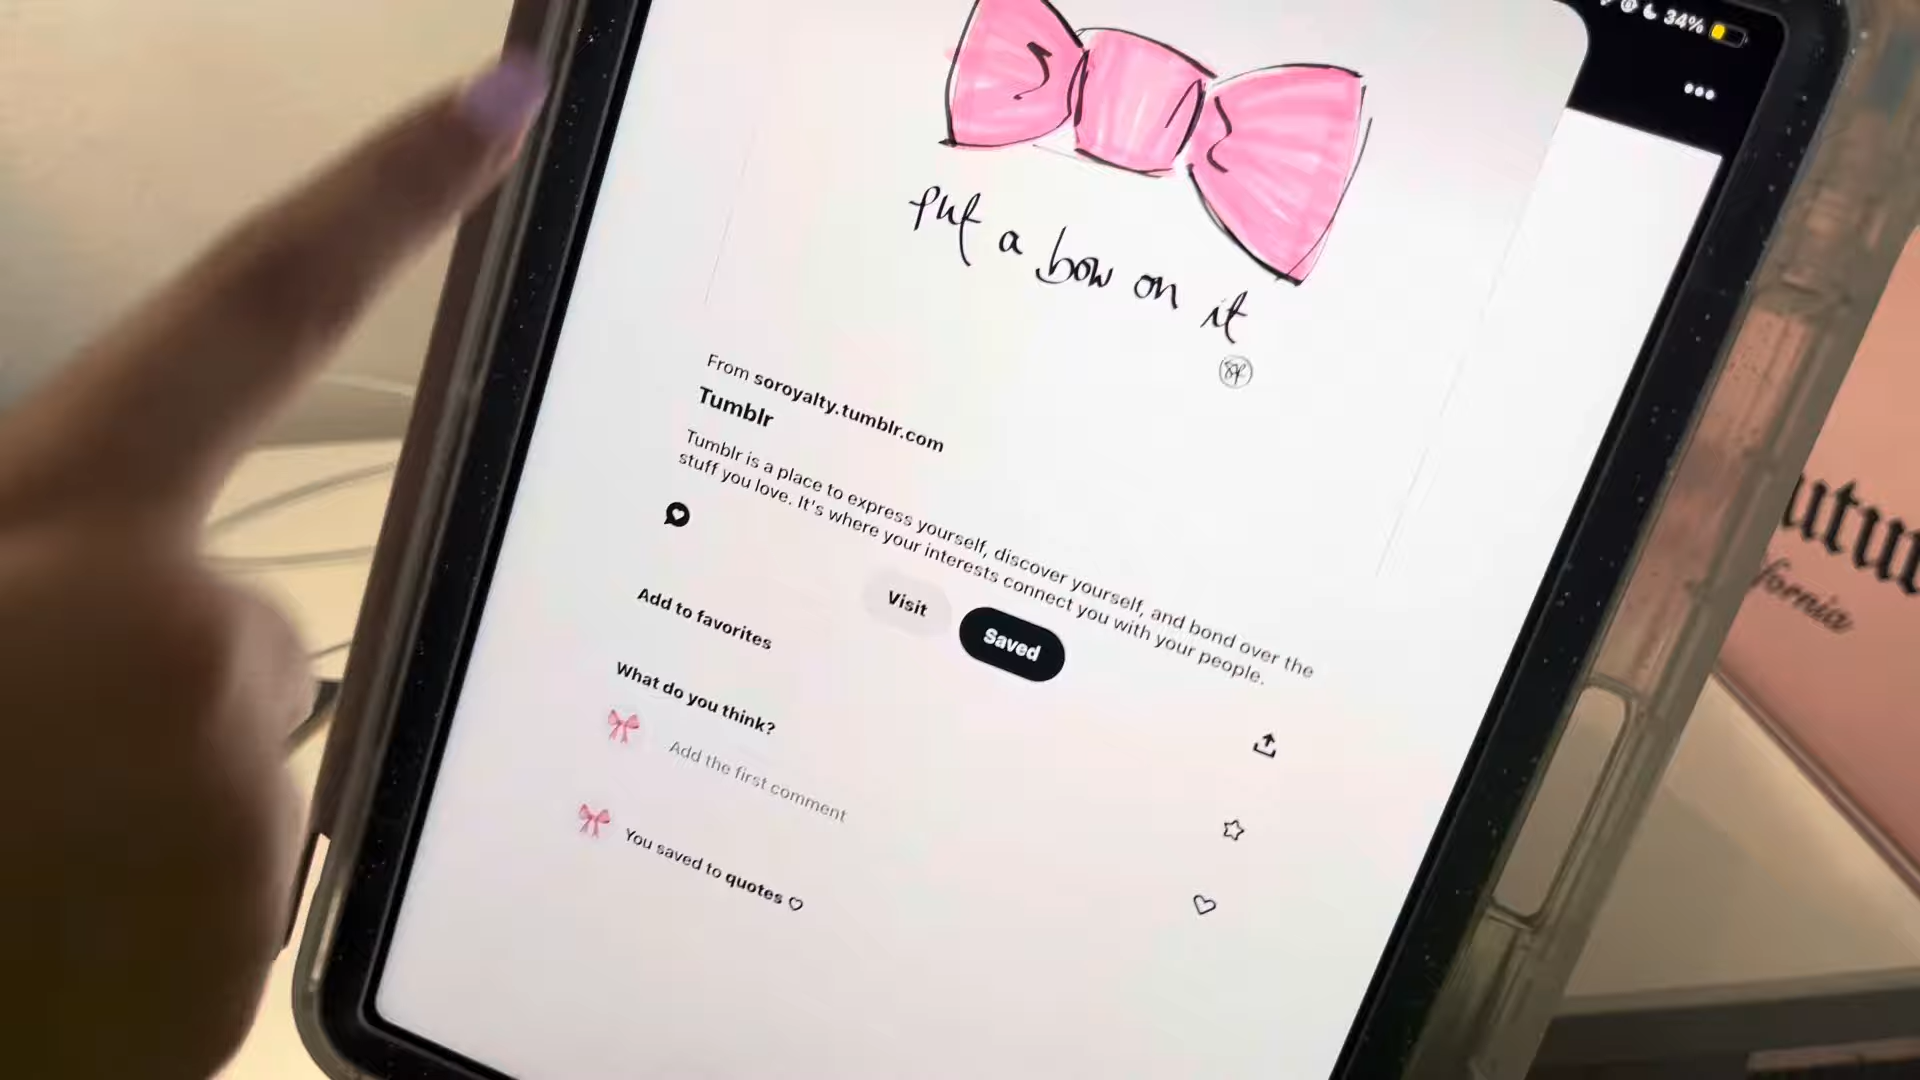 34%
put a bow on it
From soroyalty.tumblr.com
Tumblr
Tumblr is a place to express yourself, discover yourself, and bond over the
stuff you love. It's where your interests connect you with your people.
Visit
Saved
Add to favorites
What do you think?
Add the first comment
You saved to quotes ♡